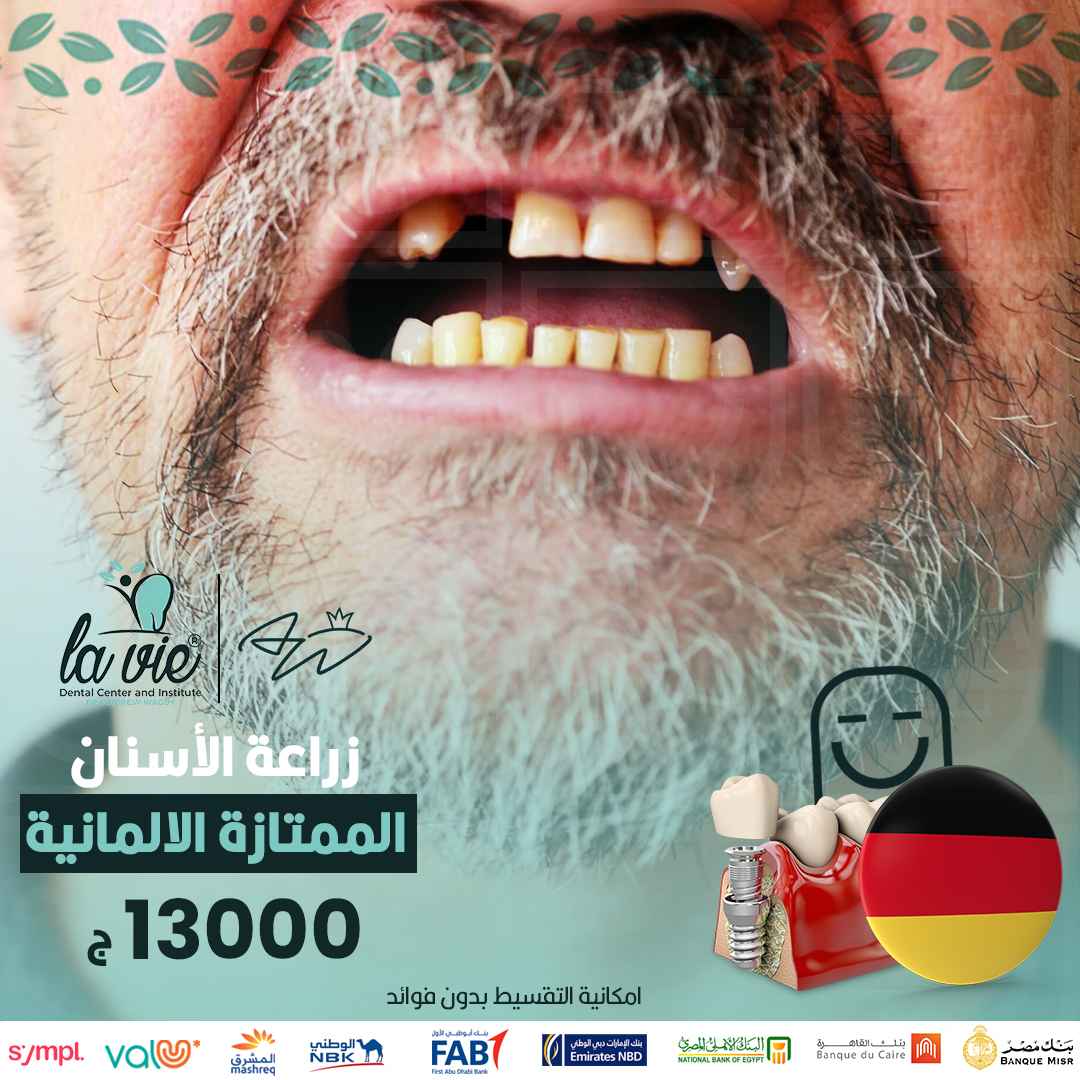 la vie®
Dental Center and Institute
زراعة الأسنان
الممتازة الالمانية
13000 ج
امكانية التقسيط بدون فوائد
sympl.
valU*
المشرق
mashreq
الوطني
NBK
بنك أبوظبي الأول
FAB
First Abu Dhabi Bank
بنك الإمارات دبي الوطني
Emirates NBD
البنك الأهلي المصري
NATIONAL BANK OF EGYPT
بنك القاهرة
Banque du Caire
بنك مصر
BANQUE MISR